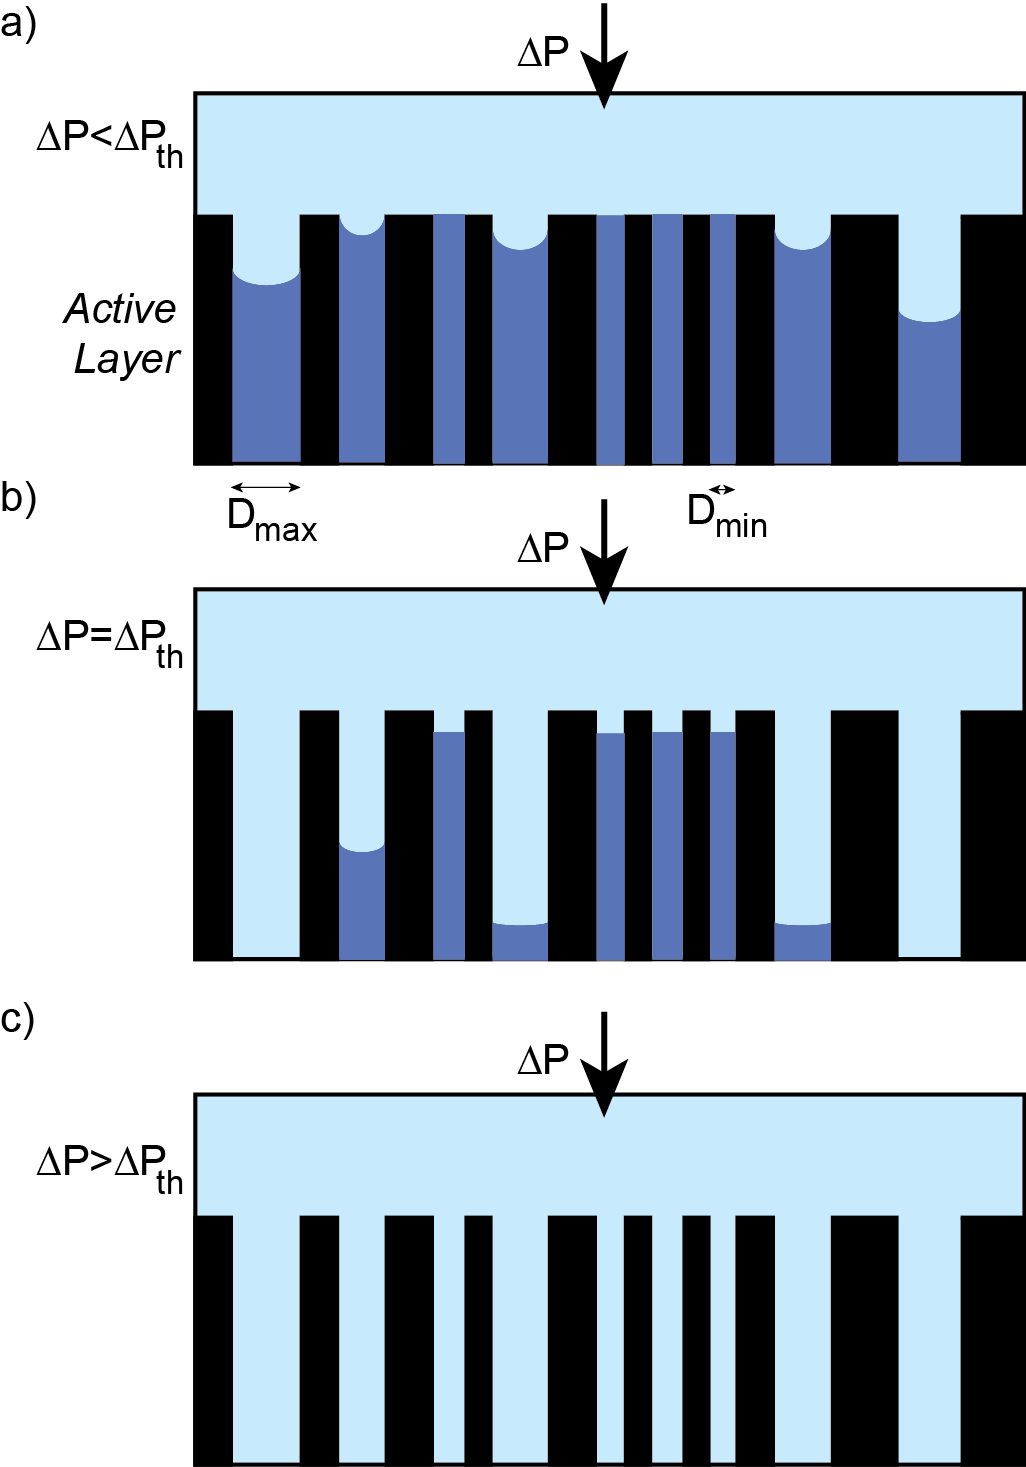 a)
ΔP
ΔP<ΔPth
Active
Layer
b)
Dmax
Dmin
ΔP
ΔP=ΔPth
c)
ΔP
ΔP>ΔPth